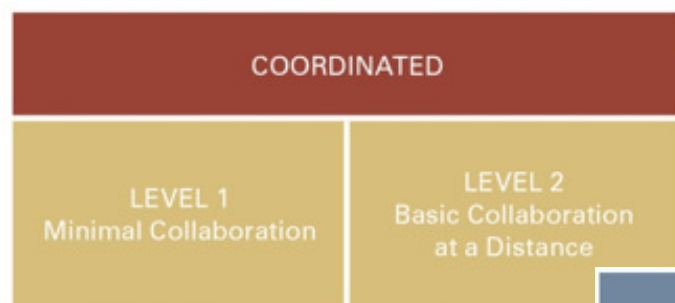 COORDINATED
LEVEL 1
Minimal Collaboration
LEVEL 2
Basic Collaboration
at a Distance